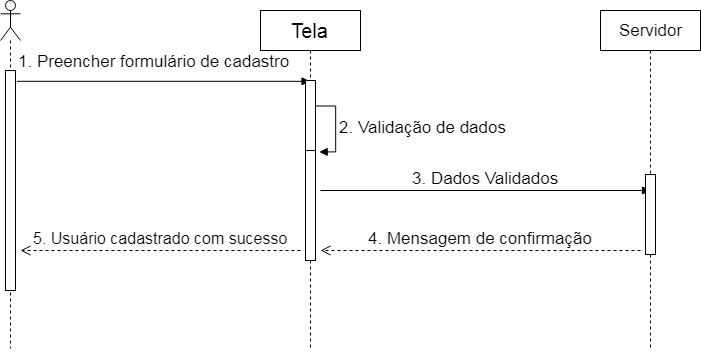 Tela
Servidor
1. Preencher formulário de cadastro
2. Validação de dados
3. Dados Validados
4. Mensagem de confirmação
5. Usuário cadastrado com sucesso